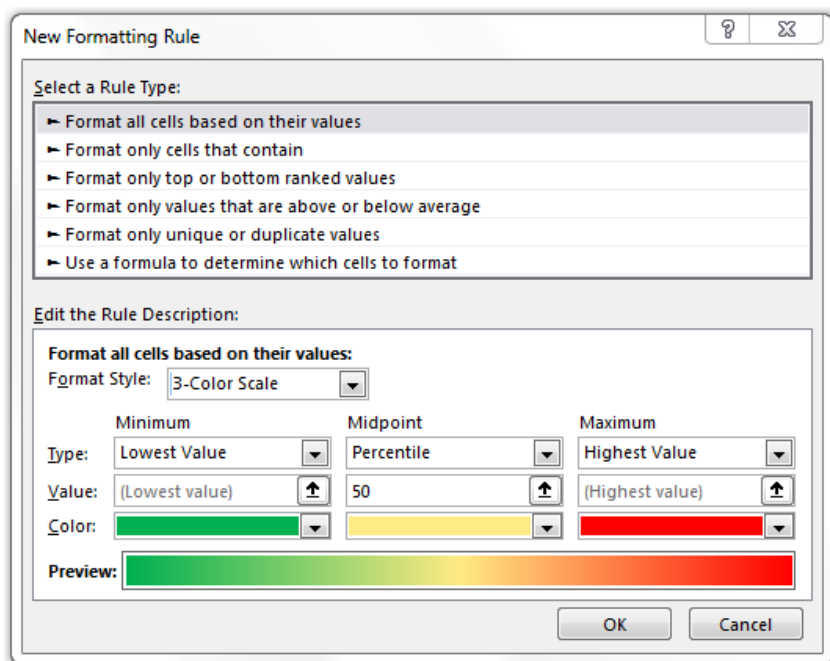 New Formatting Rule
Select a Rule Type:
► Format all cells based on their values
► Format only cells that contain
► Format only top or bottom ranked values
► Format only values that are above or below average
► Format only unique or duplicate values
► Use a formula to determine which cells to format
Edit the Rule Description:
Format all cells based on their values:
Format Style: 3-Color Scale
Minimum Midpoint Maximum
Type: Lowest Value Percentile Highest Value
Value: (Lowest value) 50 (Highest value)
Color:
Preview:
OK Cancel